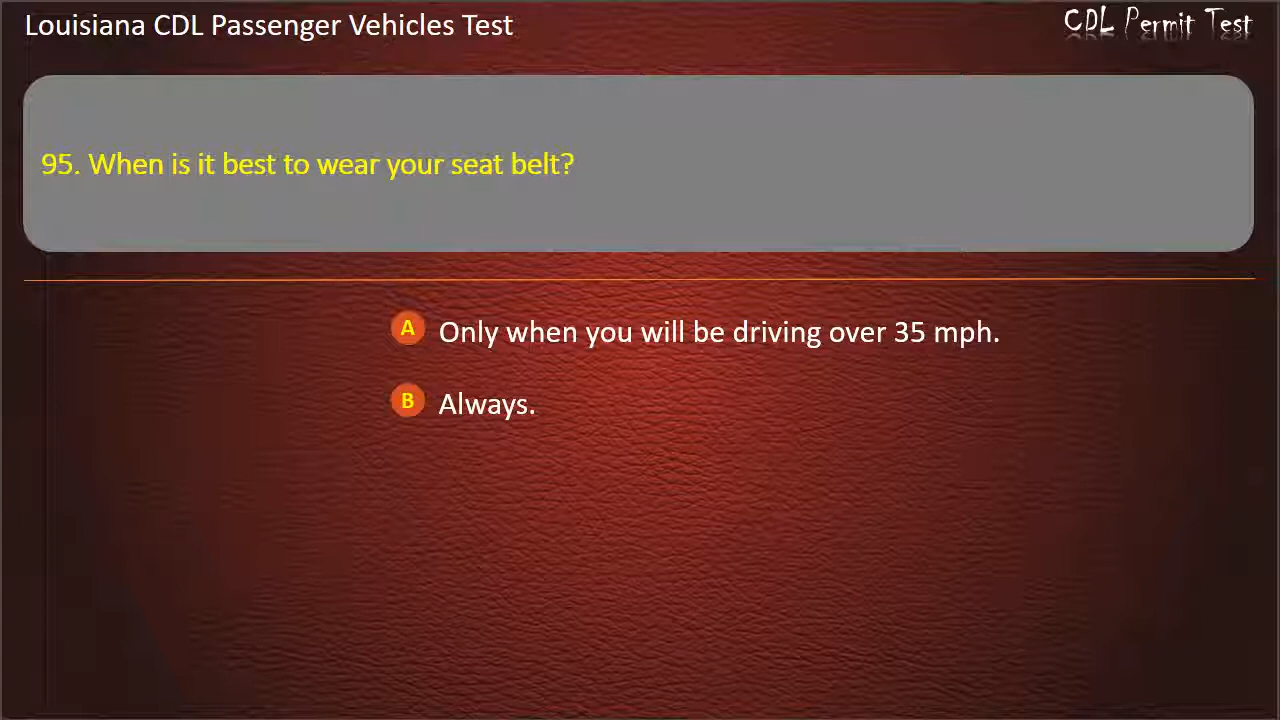 Louisiana CDL Passenger Vehicles Test
CDL Permit Test
95. When is it best to wear your seat belt?
A Only when you will be driving over 35 mph.
B Always.